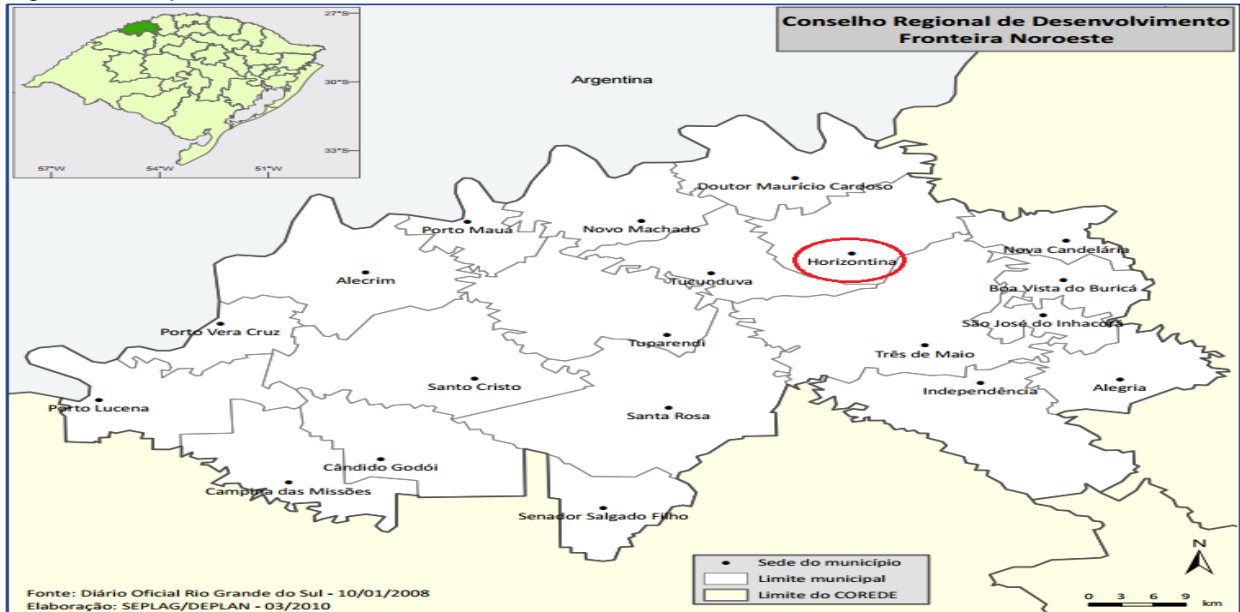 Conselho Regional de Desenvolvimento
Fronteira Noroeste
27°S
30°S
33°S
57°W
54°W
51°W
Argentina
Doutor Maurício Cardoso
Porto Mauá
Novo Machado
Nova Candelária
Horizontina
Alecrim
Tucunduva
Boa Vista do Buricá
Porto Vera Cruz
São José do Inhacorá
Tuparendi
Três de Maio
Santo Cristo
Independência
Alegria
Porto Lucena
Santa Rosa
Cândido Godói
Campina das Missões
Senador Salgado Filho
Sede do município
Limite municipal
Limite do COREDE
N
0 3 6 9 km
Fonte: Diário Oficial Rio Grande do Sul - 10/01/2008
Elaboração: SEPLAG/DEPLAN - 03/2010